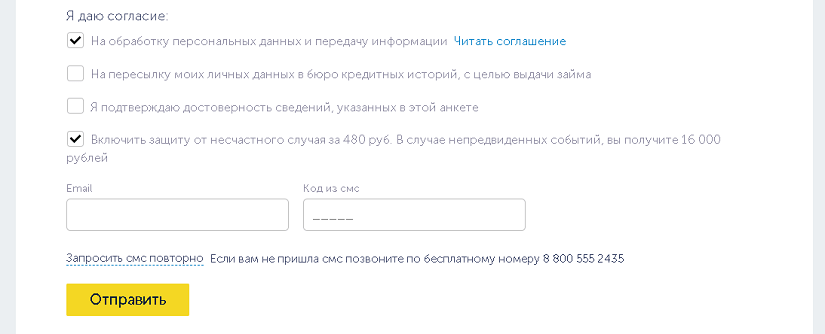 Я даю согласие:
На обработку персональных данных и передачу информации Читать соглашение
На пересылку моих личных данных в бюро кредитных историй, с целью выдачи займа
Я подтверждаю достоверность сведений, указанных в этой анкете
Включить защиту от несчастного случая за 480 руб. В случае непредвиденных событий, вы получите 16 000
рублей
Email Код из смс
_____
Запросить смс повторно Если вам не пришла смс позвоните по бесплатному номеру 8 800 555 2435
Отправить